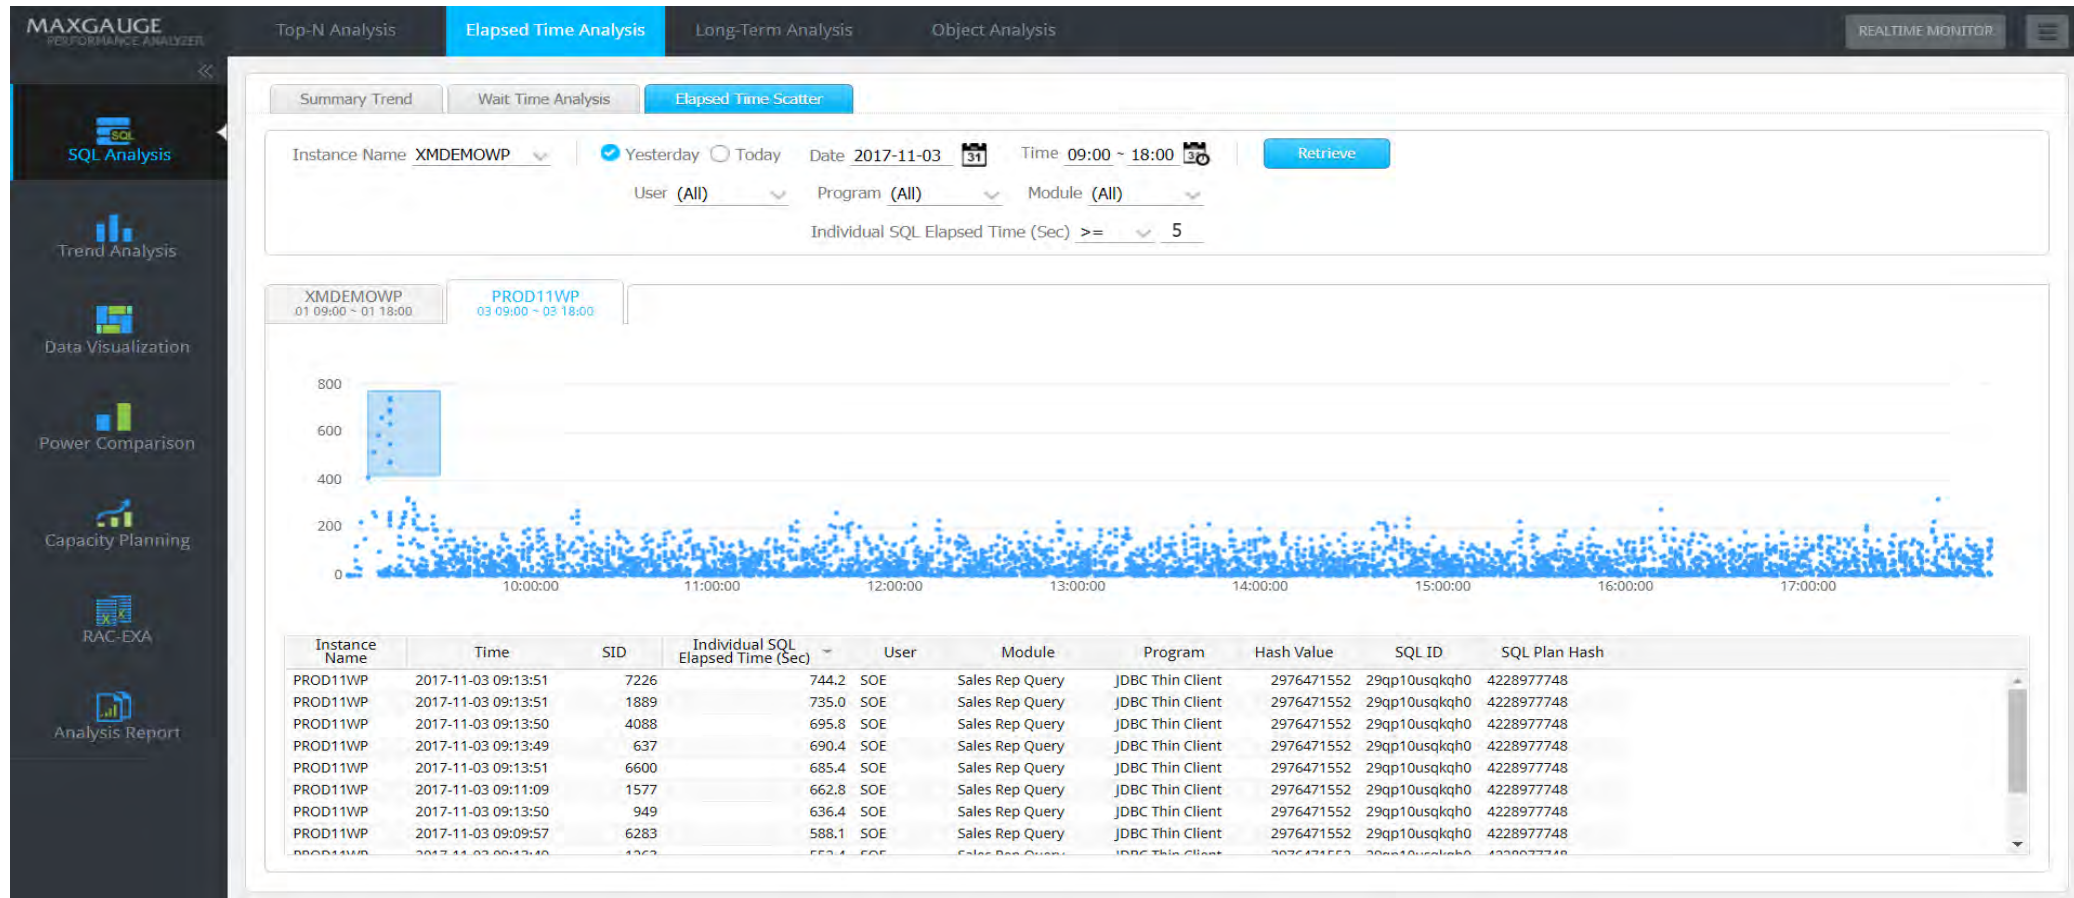 MAXGAUGE
PERFORMANCE ANALYZER
Top-N Analysis Elapsed Time Analysis Long-Term Analysis Object Analysis REALTIME MONITOR
SQL
SQL Analysis
Trend Analysis
Data Visualization
Power Comparison
Capacity Planning
RAC-EXA
Analysis Report
Summary Trend Wait Time Analysis Elapsed Time Scatter
Instance Name XMDEMOWP Yesterday Today Date 2017-11-03 31 Time 09:00 ~ 18:00 Retrieve
User (All) Program (All) Module (All)
Individual SQL Elapsed Time (Sec) >= 5
XMDEMOWP PROD11WP
01 09:00 ~ 01 18:00 03 09:00 ~ 03 18:00
800
600
400
200
0
10:00:00 11:00:00 12:00:00 13:00:00 14:00:00 15:00:00 16:00:00 17:00:00
Instance Name Time SID Individual SQL Elapsed Time (Sec) User Module Program Hash Value SQL ID SQL Plan Hash
PROD11WP 2017-11-03 09:13:51 7226 744.2 SOE Sales Rep Query JDBC Thin Client 2976471552 29qp10usqkqh0 4228977748
PROD11WP 2017-11-03 09:13:51 1889 735.0 SOE Sales Rep Query JDBC Thin Client 2976471552 29qp10usqkqh0 4228977748
PROD11WP 2017-11-03 09:13:50 4088 695.8 SOE Sales Rep Query JDBC Thin Client 2976471552 29qp10usqkqh0 4228977748
PROD11WP 2017-11-03 09:13:49 637 690.4 SOE Sales Rep Query JDBC Thin Client 2976471552 29qp10usqkqh0 4228977748
PROD11WP 2017-11-03 09:13:51 6600 685.4 SOE Sales Rep Query JDBC Thin Client 2976471552 29qp10usqkqh0 4228977748
PROD11WP 2017-11-03 09:11:09 1577 662.8 SOE Sales Rep Query JDBC Thin Client 2976471552 29qp10usqkqh0 4228977748
PROD11WP 2017-11-03 09:13:50 949 636.4 SOE Sales Rep Query JDBC Thin Client 2976471552 29qp10usqkqh0 4228977748
PROD11WP 2017-11-03 09:09:57 6283 588.1 SOE Sales Rep Query JDBC Thin Client 2976471552 29qp10usqkqh0 4228977748